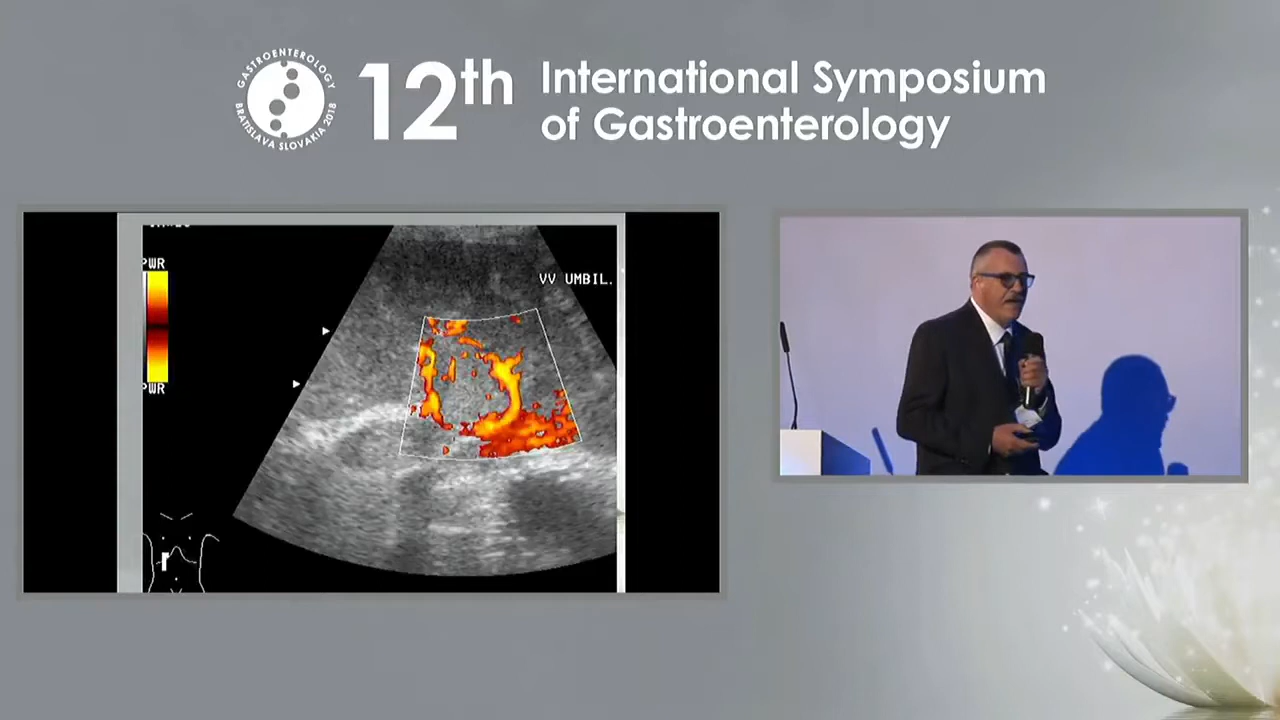 GASTROENTEROLOGY
BRATISLAVA SLOVAKIA 2018
12th
International Symposium
of Gastroenterology
PWR
PWR
VV UMBIL.
r